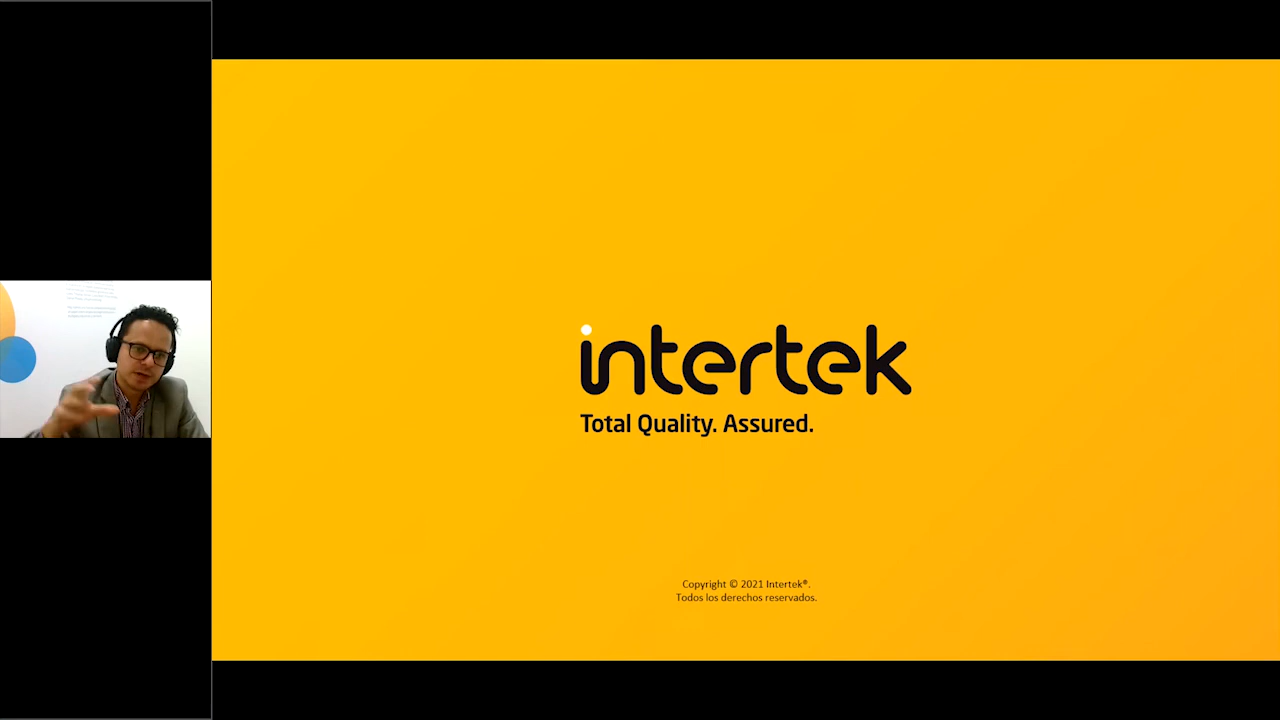 intertek
Total Quality. Assured.
Copyright © 2021 Intertek®.
Todos los derechos reservados.